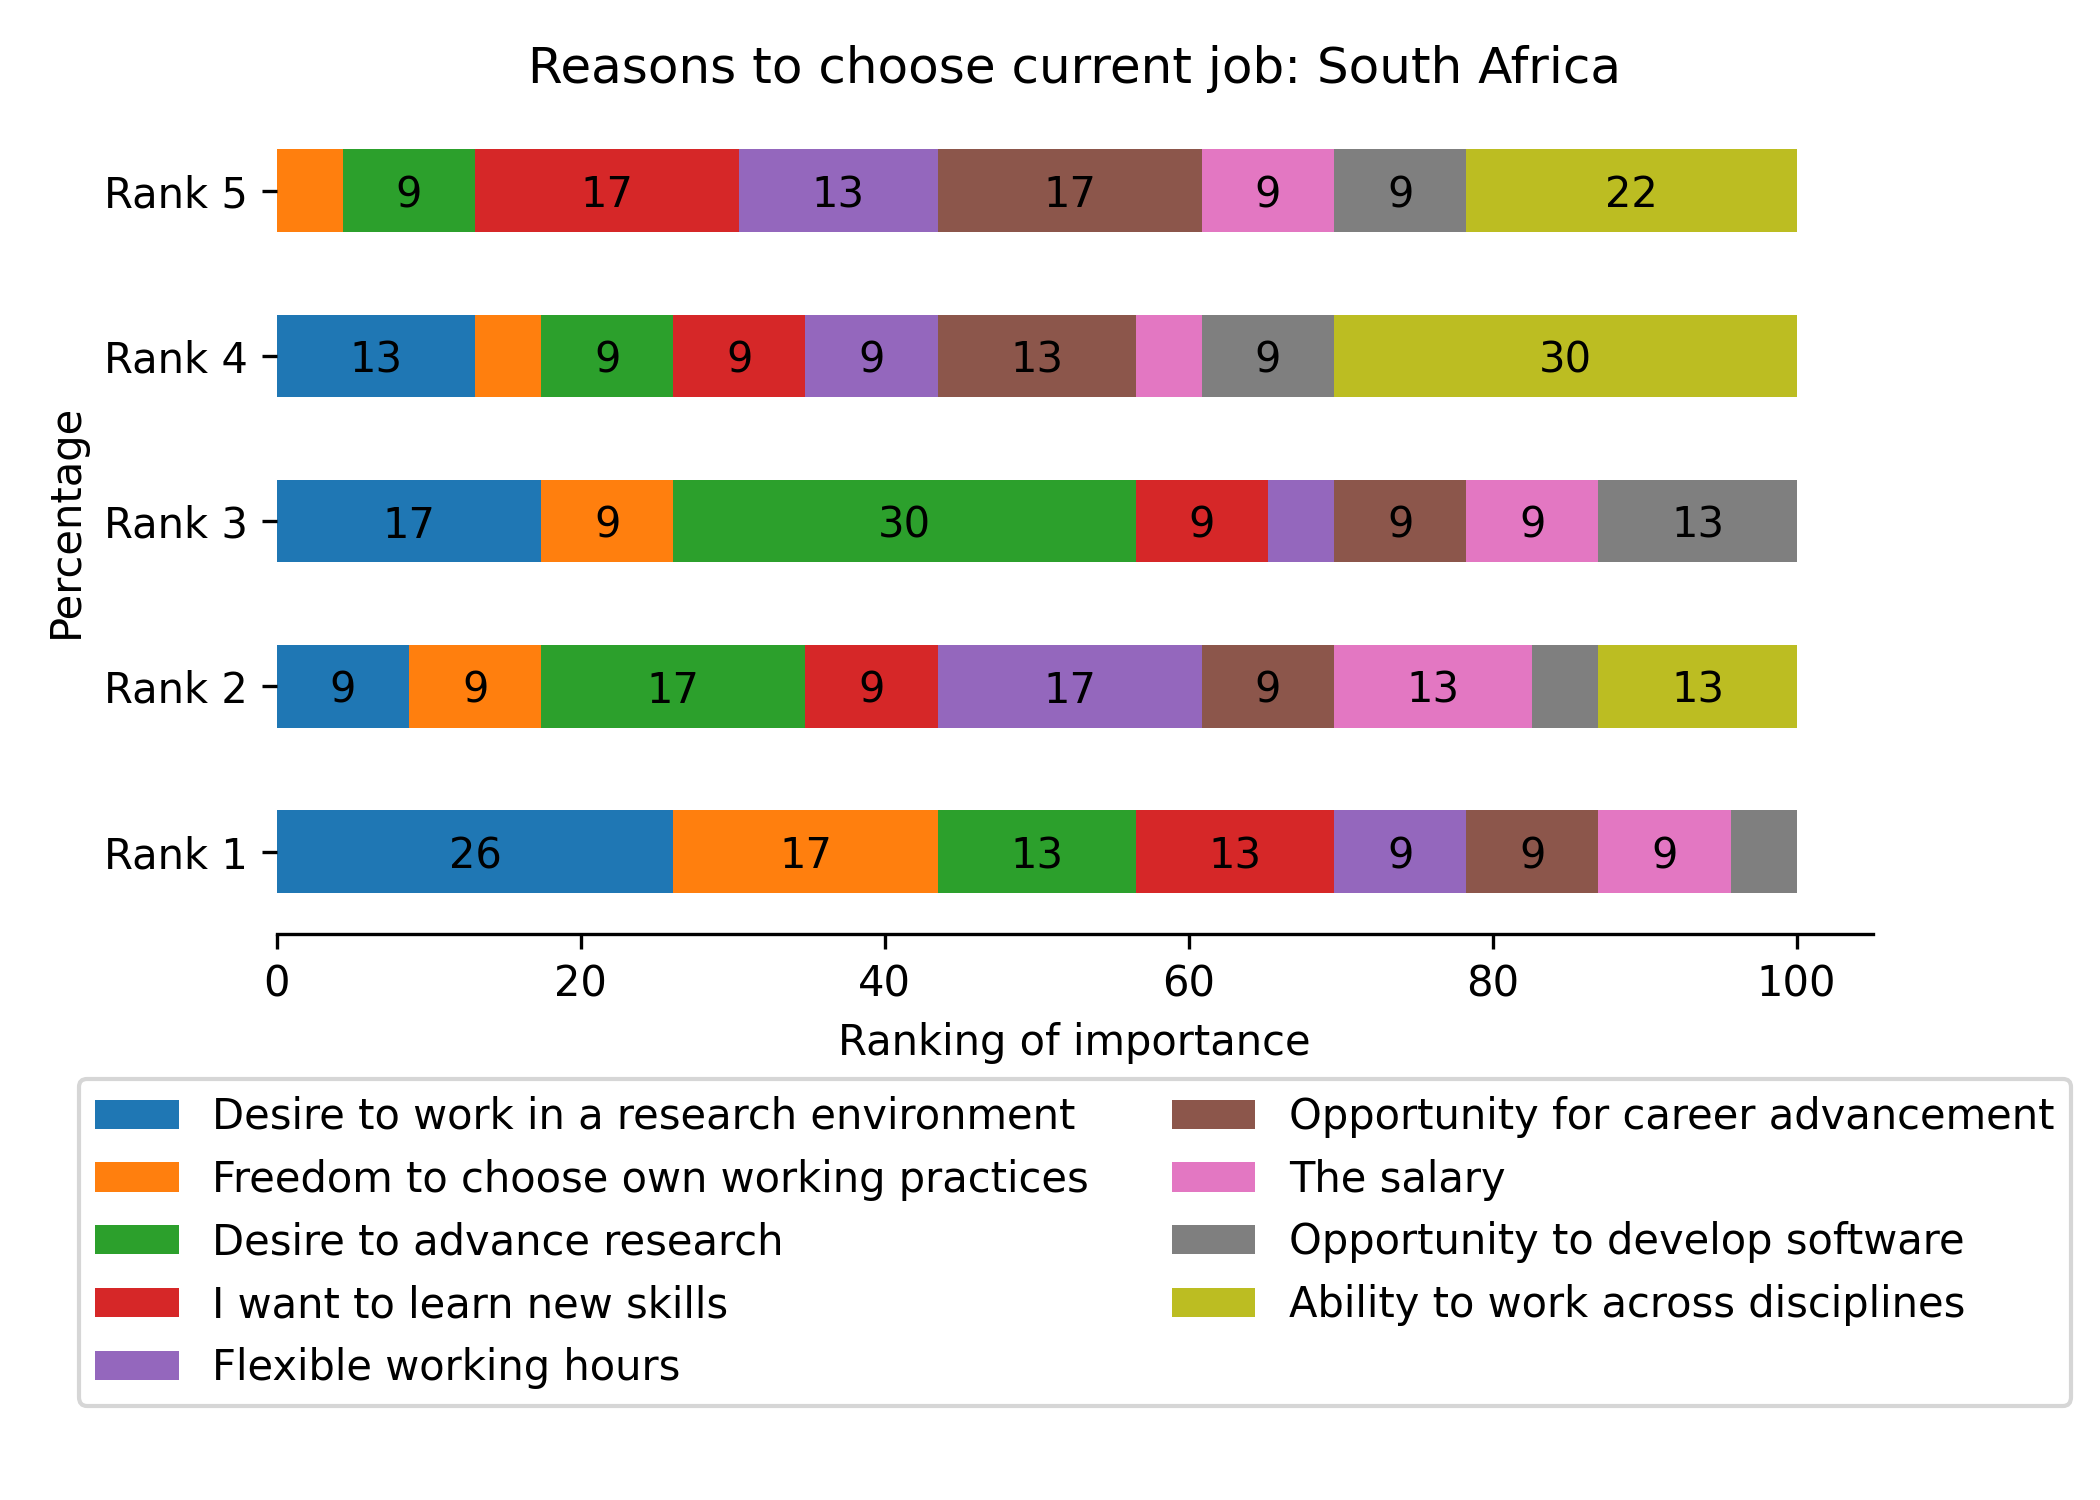 Reasons to choose current job: South Africa
Rank 5 9 17 13 17 9 9 22
Rank 4 13 9 9 9 13 9 30
Rank 3 17 9 30 9 9 9 13
Percentage
Rank 2 9 9 17 9 17 9 13 13
Rank 1 26 17 13 13 9 9 9
0 20 40 60 80 100
Ranking of importance
Desire to work in a research environment
Freedom to choose own working practices
Desire to advance research
I want to learn new skills
Flexible working hours
Opportunity for career advancement
The salary
Opportunity to develop software
Ability to work across disciplines